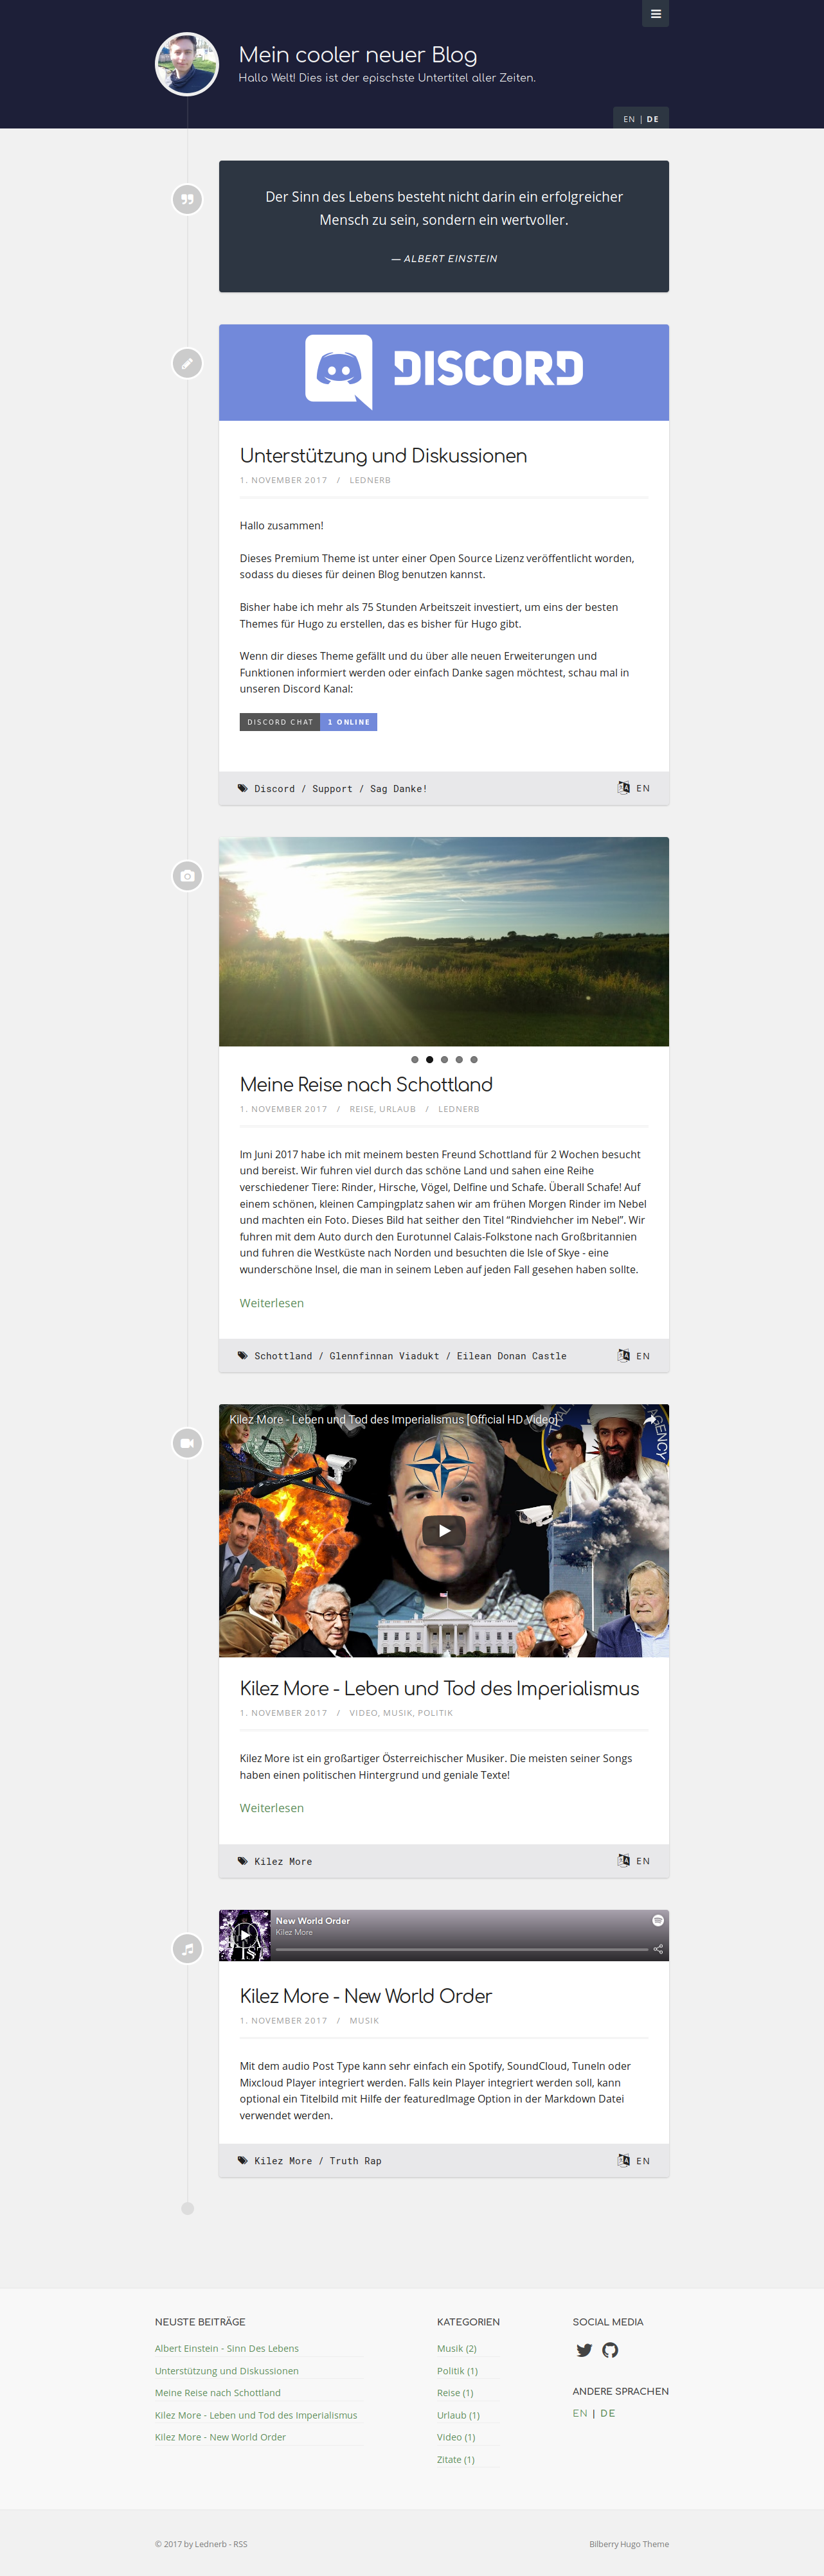 Mein cooler neuer Blog
Hallo Welt! Dies ist der epischste Untertitel aller Zeiten.
EN | DE
Der Sinn des Lebens besteht nicht darin ein erfolgreicher
Mensch zu sein, sondern ein wertvoller.
— ALBERT EINSTEIN
DISCORD
Unterstützung und Diskussionen
1. NOVEMBER 2017 / LEDNERB
Hallo zusammen!
Dieses Premium Theme ist unter einer Open Source Lizenz veröffentlicht worden,
sodass du dieses für deinen Blog benutzen kannst.
Bisher habe ich mehr als 75 Stunden Arbeitszeit investiert, um eins der besten
Themes für Hugo zu erstellen, das es bisher für Hugo gibt.
Wenn dir dieses Theme gefällt und du über alle neuen Erweiterungen und
Funktionen informiert werden oder einfach Danke sagen möchtest, schau mal in
unseren Discord Kanal:
DISCORD CHAT 1 ONLINE
Discord / Support / Sag Danke! EN
Meine Reise nach Schottland
1. NOVEMBER 2017 / REISE, URLAUB / LEDNERB
Im Juni 2017 habe ich mit meinem besten Freund Schottland für 2 Wochen besucht
und bereist. Wir fuhren viel durch das schöne Land und sahen eine Reihe
verschiedener Tiere: Rinder, Hirsche, Vögel, Delfine und Schafe. Überall Schafe! Auf
einem schönen, kleinen Campingplatz sahen wir am frühen Morgen Rinder im Nebel
und machten ein Foto. Dieses Bild hat seither den Titel “Rindviehcher im Nebel”. Wir
fuhren mit dem Auto durch den Eurotunnel Calais-Folkstone nach Großbritannien
und fuhren die Westküste nach Norden und besuchten die Isle of Skye - eine
wunderschöne Insel, die man in seinem Leben auf jeden Fall gesehen haben sollte.
Weiterlesen
Schottland / Glennfinnan Viadukt / Eilean Donan Castle EN
Kilez More - Leben und Tod des Imperialismus [Official HD Video]
AGENCY
Kilez More - Leben und Tod des Imperialismus
1. NOVEMBER 2017 / VIDEO, MUSIK, POLITIK
Kilez More ist ein großartiger Österreichischer Musiker. Die meisten seiner Songs
haben einen politischen Hintergrund und geniale Texte!
Weiterlesen
Kilez More EN
New World Order
Kilez More
Kilez More - New World Order
1. NOVEMBER 2017 / MUSIK
Mit dem audio Post Type kann sehr einfach ein Spotify, SoundCloud, TuneIn oder
Mixcloud Player integriert werden. Falls kein Player integriert werden soll, kann
optional ein Titelbild mit Hilfe der featuredImage Option in der Markdown Datei
verwendet werden.
Kilez More / Truth Rap EN
NEUSTE BEITRÄGE
Albert Einstein - Sinn Des Lebens
Unterstützung und Diskussionen
Meine Reise nach Schottland
Kilez More - Leben und Tod des Imperialismus
Kilez More - New World Order
KATEGORIEN
Musik (2)
Politik (1)
Reise (1)
Urlaub (1)
Video (1)
Zitate (1)
SOCIAL MEDIA
ANDERE SPRACHEN
EN | DE
© 2017 by Lednerb - RSS
Bilberry Hugo Theme